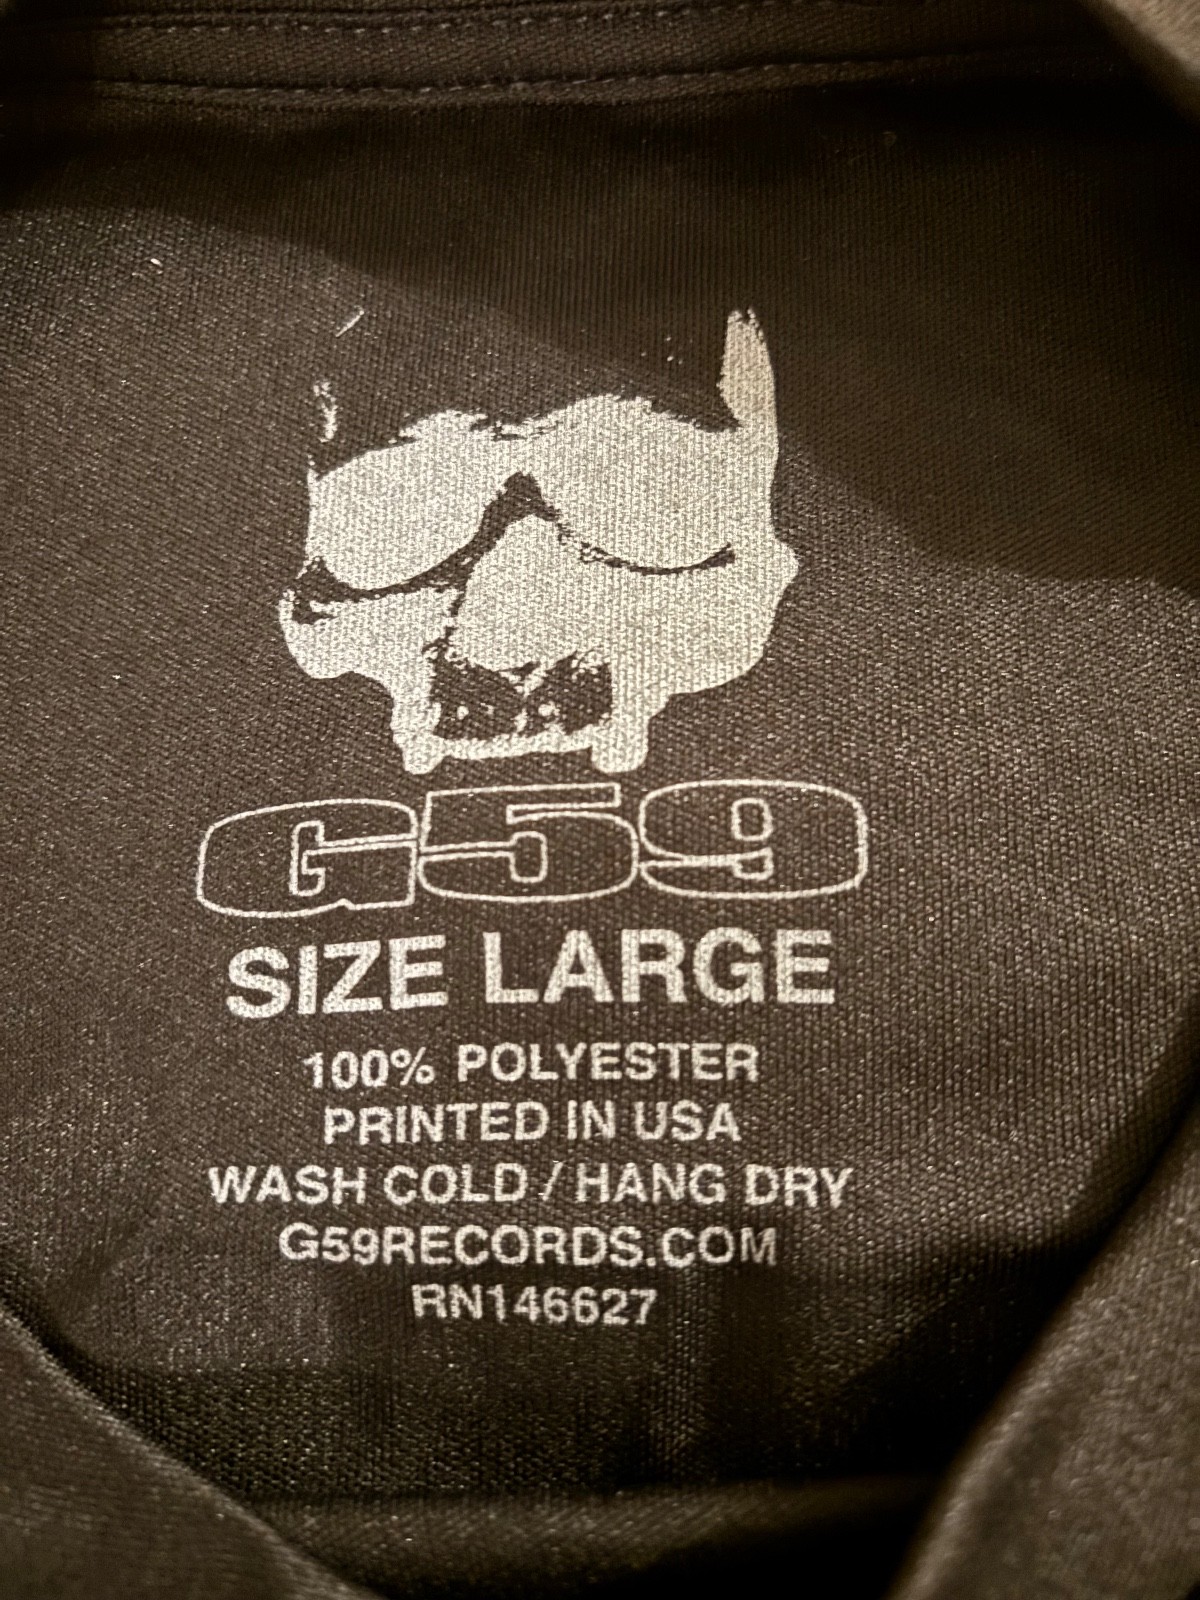 G59
SIZE LARGE
100% POLYESTER
PRINTED IN USA
WASH COLD / HANG DRY
G59RECORDS.COM
RN146627